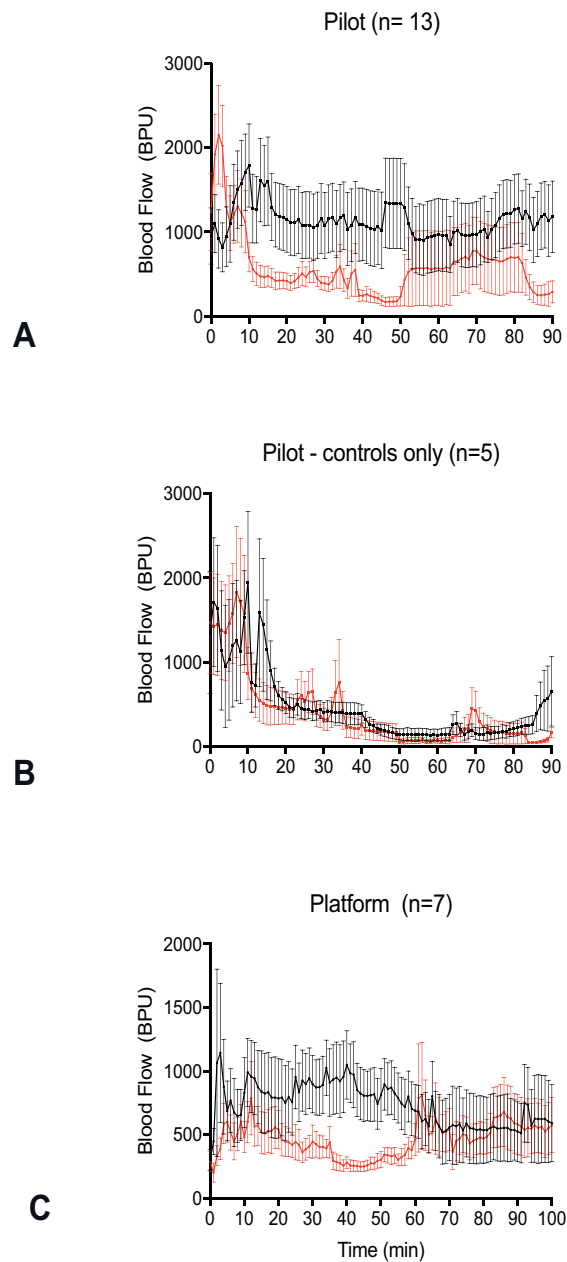 Pilot (n= 13)
3000
2000
1000
0
Blood Flow (BPU)
0 10 20 30 40 50 60 70 80 90
A
Pilot - controls only (n=5)
3000
2000
1000
0
Blood Flow (BPU)
0 10 20 30 40 50 60 70 80 90
B
Platform (n=7)
2000
1500
1000
500
0
Blood Flow (BPU)
0 10 20 30 40 50 60 70 80 90 100
C
Time (min)